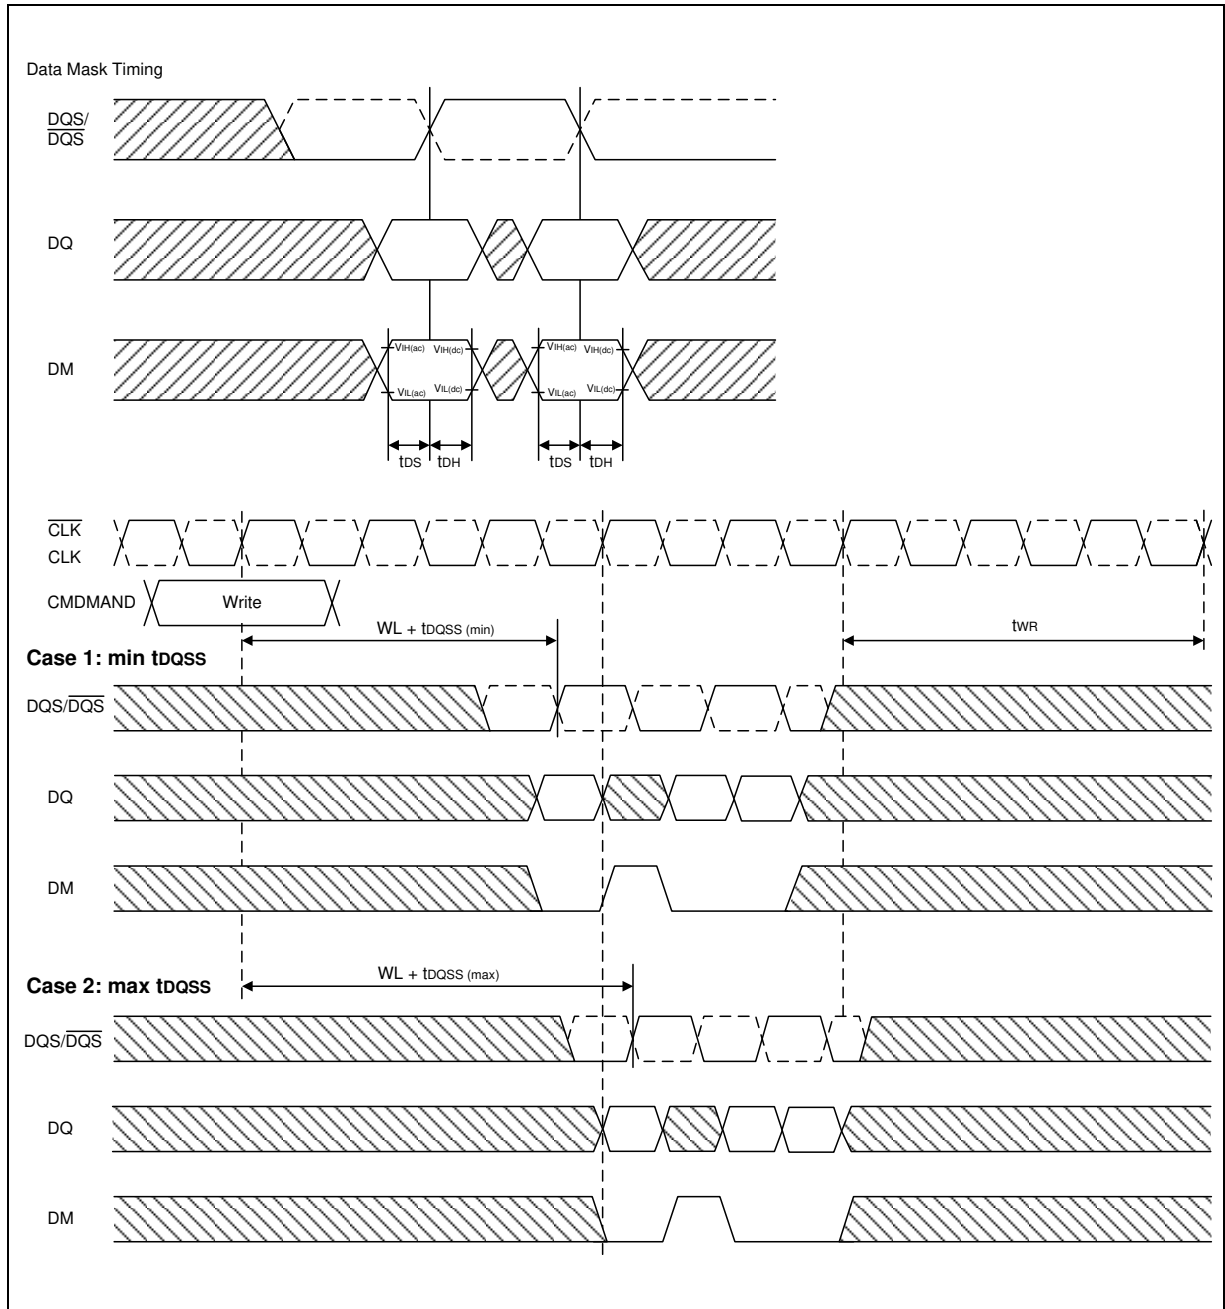 Data Mask Timing
DQS/
DQS
DQ
DM
VIH(ac) VIH(dc) VIH(ac) VIH(dc)
VIL(ac) VIL(dc) VIL(ac) VIL(dc)
tDS tDH tDS tDH
CLK
CLK
CMDMAND Write
WL + tDQSS (min) tWR
Case 1: min tDQSS
DQS/DQS
DQ
DM
WL + tDQSS (max)
Case 2: max tDQSS
DQS/DQS
DQ
DM